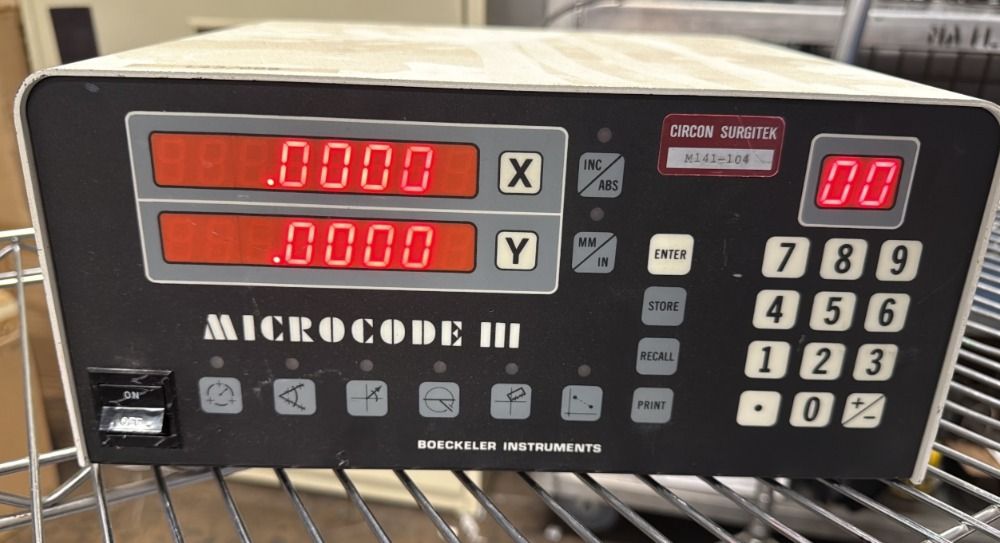 .0000
X
.0000
Y
INC/ABS
MM/IN
CIRCON SURGITEK
M141-104
00
ENTER
STORE
RECALL
PRINT
7 8 9
4 5 6
1 2 3
. 0 +/-
MICROCODE III
ON
OFF
BOECKELER INSTRUMENTS